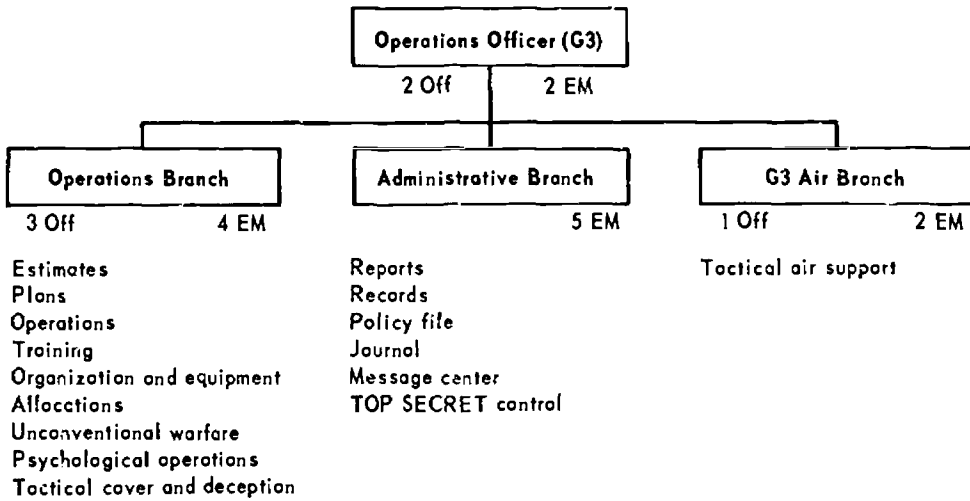 Operations Officer (G3)
2 Off 2 EM
Operations Branch
3 Off 4 EM
Estimates
Plans
Operations
Training
Organization and equipment
Allocations
Unconventional warfare
Psychological operations
Tactical cover and deception
Administrative Branch
5 EM
Reports
Records
Policy file
Journal
Message center
TOP SECRET control
G3 Air Branch
1 Off 2 EM
Tactical air support